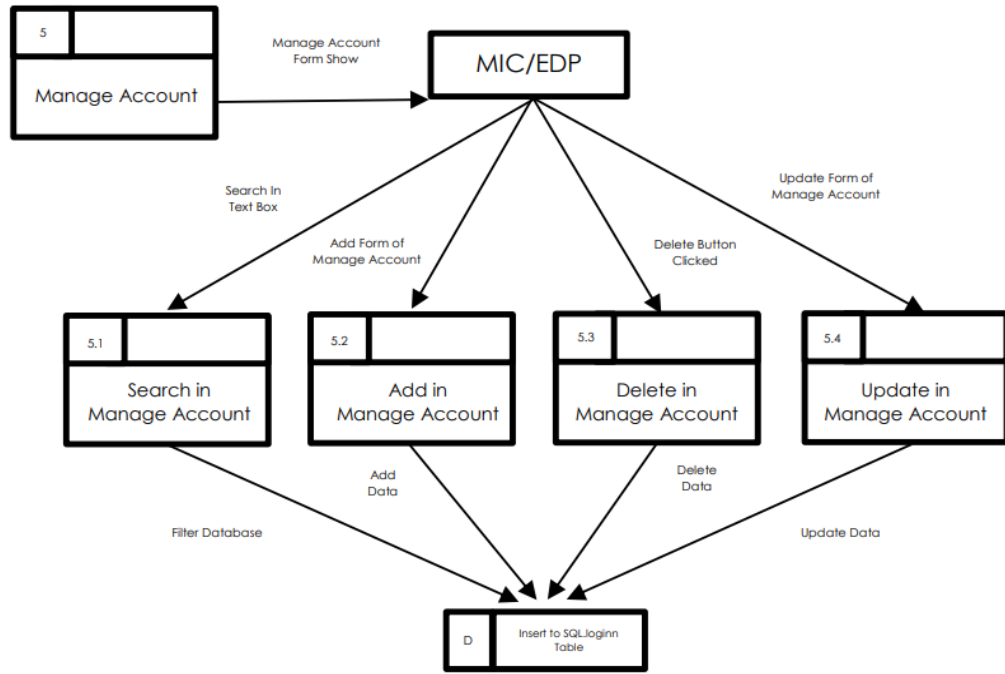 5
Manage Account
Manage Account
Form Show
MIC/EDP
Search In
Text Box
Add Form of
Manage Account
Delete Button
Clicked
Update Form of
Manage Account
5.1
Search in
Manage Account
5.2
Add in
Manage Account
5.3
Delete in
Manage Account
5.4
Update in
Manage Account
Filter Database
Add
Data
Delete
Data
Update Data
D
Insert to SQL.loginn
Table